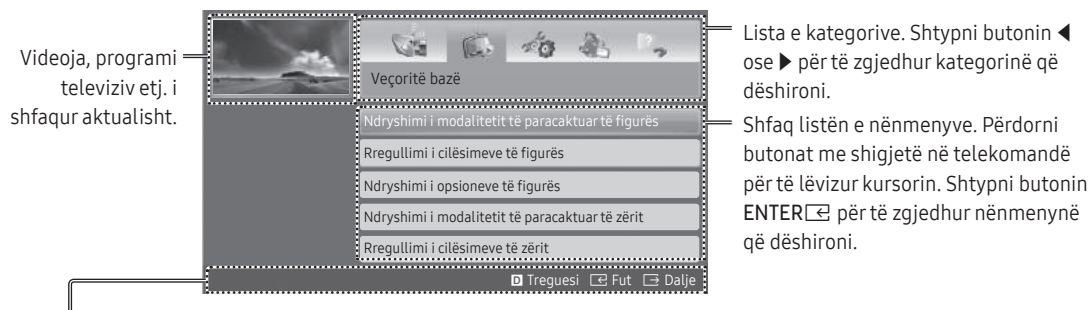 Videoja, programi
televiziv etj. i
shfaqur aktualisht.
Veçoritë bazë
Ndryshimi i modalitetit të paracaktuar të figurës
Rregullimi i cilësimeve të figurës
Ndryshimi i opsioneve të figurës
Ndryshimi i modalitetit të paracaktuar të zërit
Rregullimi i cilësimeve të zërit
D Treguesi Fut Dalje
Lista e kategorive. Shtypni butonin ◀
ose ▶ për të zgjedhur kategorinë që
dëshironi.
Shfaq listën e nënmenyve. Përdorni
butonat me shigjetë në telekomandë
për të lëvizur kursorin. Shtypni butonin
ENTER për të zgjedhur nënmenynë
që dëshironi.